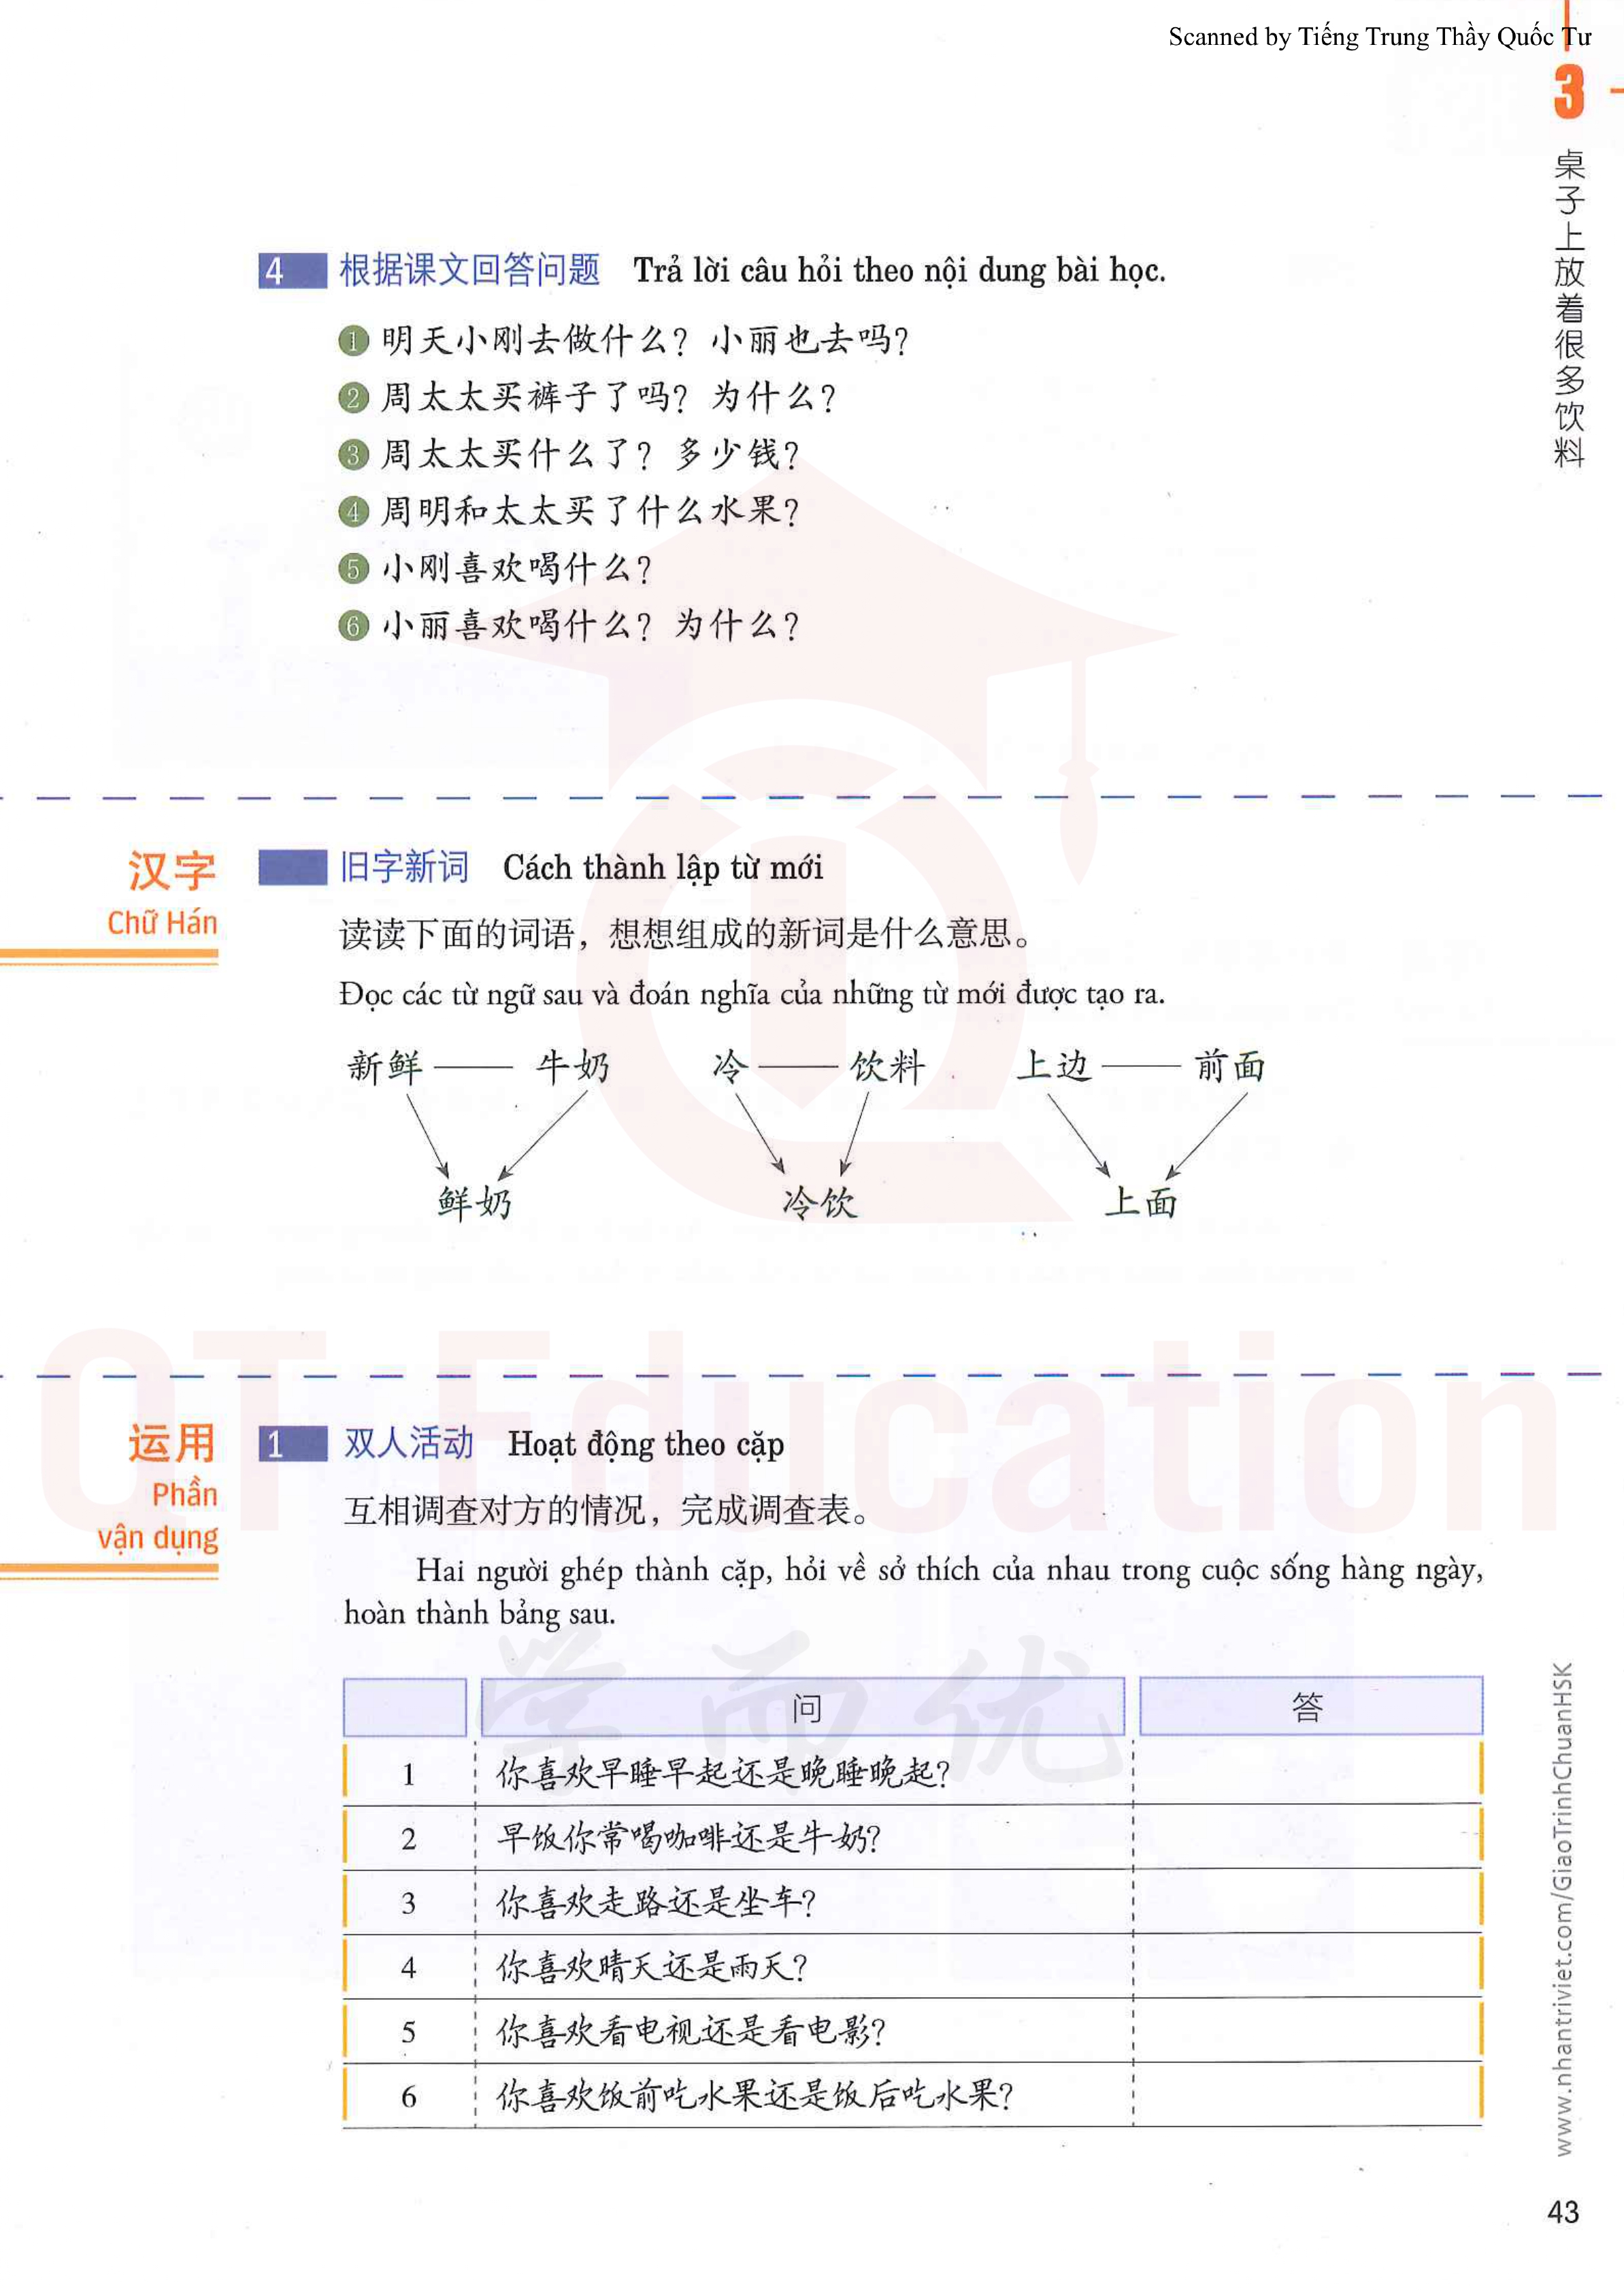 Scanned by Tiếng Trung Thầy Quốc Tư
3
桌子上放着很多饮料
4 根据课文回答问题 Trả lời câu hỏi theo nội dung bài học.
1 明天小刚去做什么？小丽也去吗？
2 周太太买裤子了吗？为什么？
3 周太太买什么了？多少钱？
4 周明和太太买了什么水果？
5 小刚喜欢喝什么？
6 小丽喜欢喝什么？为什么？
汉字
Chữ Hán
旧字新词 Cách thành lập từ mới
读读下面的词语，想想组成的新词是什么意思。
Đọc các từ ngữ sau và đoán nghĩa của những từ mới được tạo ra.
新鲜 —— 牛奶 冷 —— 饮料 上边 —— 前面
鲜奶 冷饮 上面
QT Education
运用
Phần
vận dụng
1 双人活动 Hoạt động theo cặp
互相调查对方的情况，完成调查表。
Hai người ghép thành cặp, hỏi về sở thích của nhau trong cuộc sống hàng ngày,
hoàn thành bảng sau.
学而优
问 答
1 你喜欢早睡早起还是晚睡晚起？
2 早饭你常喝咖啡还是牛奶？
3 你喜欢走路还是坐车？
4 你喜欢晴天还是雨天？
5 你喜欢看电视还是看电影？
6 你喜欢饭前吃水果还是饭后吃水果？
www.nhantriviet.com/GiaoTrinhChuanHSK
43